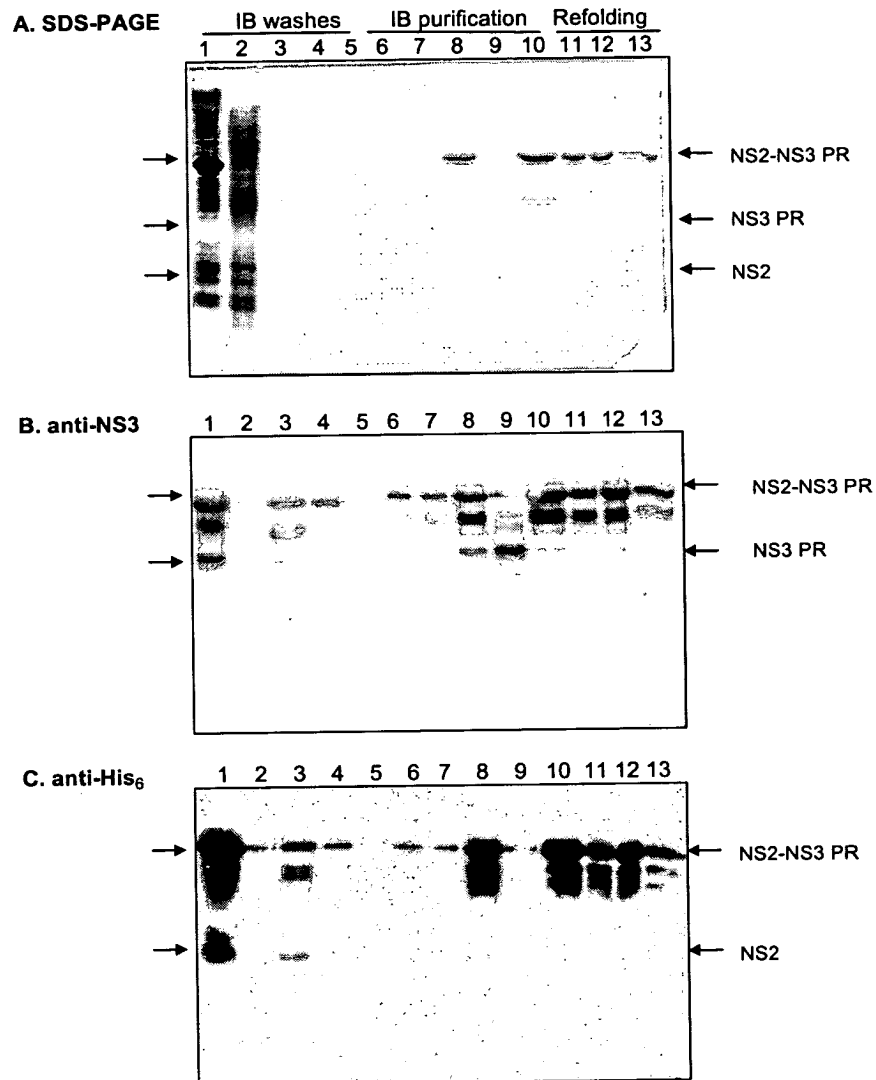 A. SDS-PAGE
IB washes IB purification Refolding
1 2 3 4 5 6 7 8 9 10 11 12 13
NS2-NS3 PR
NS3 PR
NS2
B. anti-NS3
1 2 3 4 5 6 7 8 9 10 11 12 13
NS2-NS3 PR
NS3 PR
C. anti-His₆
1 2 3 4 5 6 7 8 9 10 11 12 13
NS2-NS3 PR
NS2